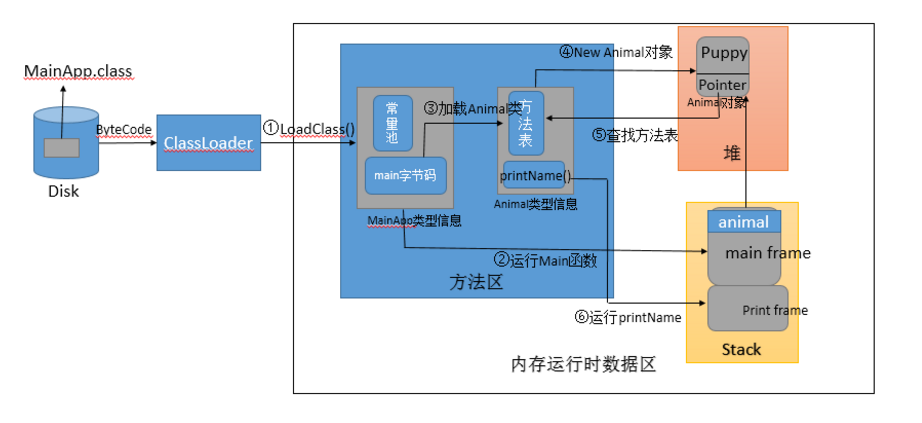 MainApp.class
Disk
ByteCode
ClassLoader
①LoadClass()
常量池
main字节码
MainApp类型信息
③加载Animal类
方法表
printName()
Animal类型信息
②运行Main函数
方法区
④New Animal对象
Puppy
Pointer
Animal对象
⑤查找方法表
堆
animal
main frame
Print frame
⑥运行printName
Stack
内存运行时数据区